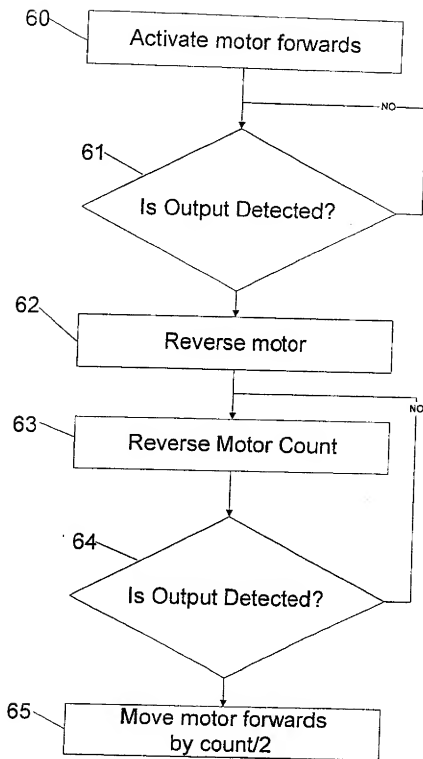 60
Activate motor forwards
NO
61
Is Output Detected?
62
Reverse motor
NO
63
Reverse Motor Count
64
Is Output Detected?
65
Move motor forwards
by count/2